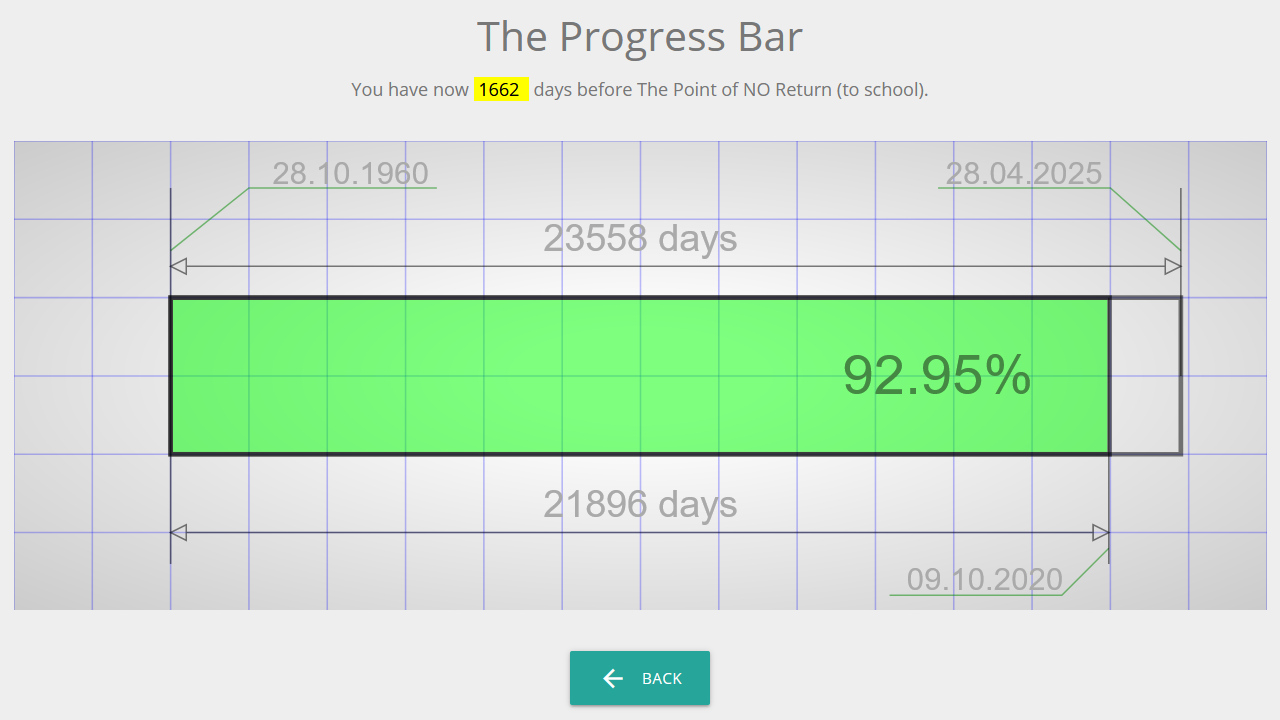 The Progress Bar
You have now 1662 days before The Point of NO Return (to school).
28.10.1960
28.04.2025
23558 days
92.95%
21896 days
09.10.2020
BACK